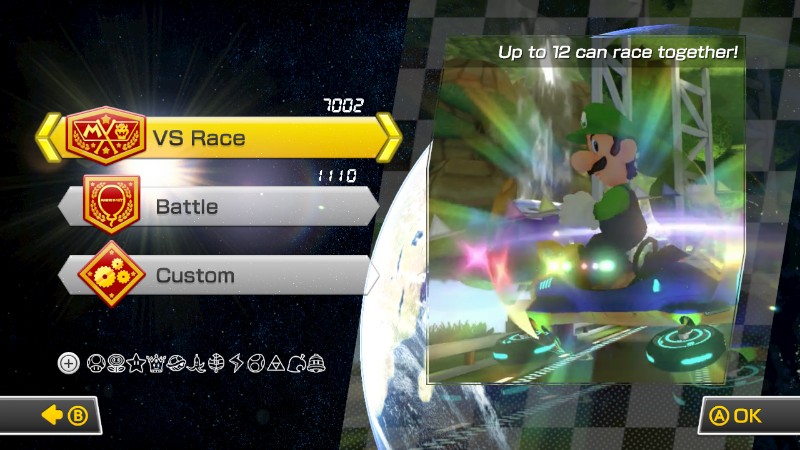 Up to 12 can race together!
7002
VS Race
1110
Battle
Custom
B
A OK